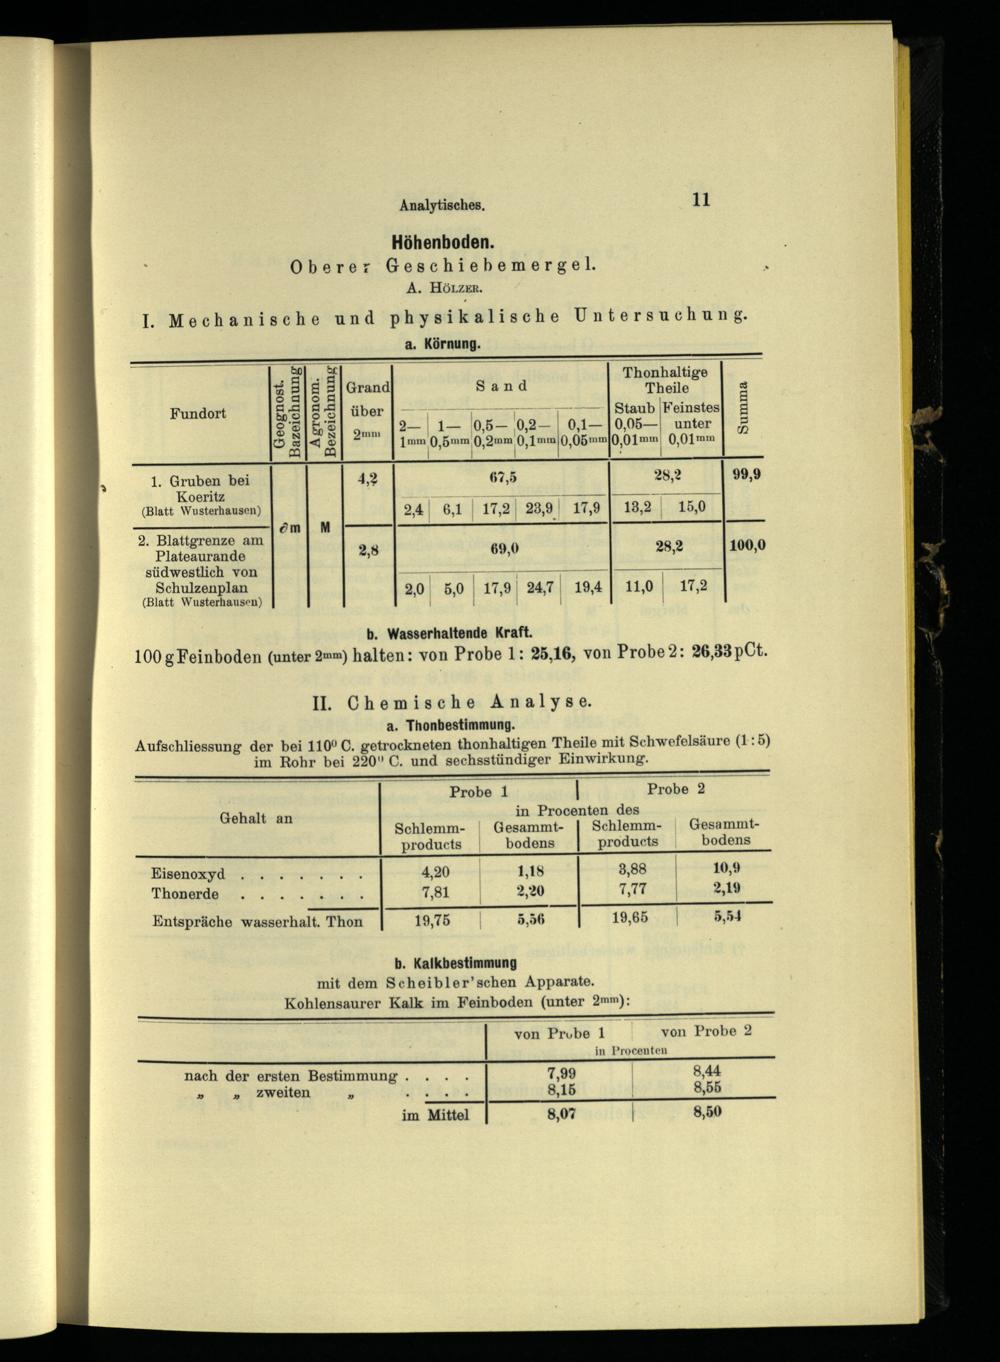 Analytisches. 11
Höhenboden.
Oberer Geschiebemergel.
A. Hölzer.
I. Mechanische und physikalische Untersuchung.
a. Körnung.
Fundort Geognost. Bazeichnung Agronom. Bezeichnung Grand über 2mm Sand Thonhaltige Theile Summa
Staub Feinstes
2— 1— 0,5— 0,2— 0,1— 0,05— unter
1mm 0,5mm 0,2mm 0,1mm 0,05mm 0,01mm 0,01mm
1. Gruben bei Koeritz (Blatt Wusterhausen) ∂m M 4,2 67,5 28,2 99,9
2,4 6,1 17,2 23,9 17,9 13,2 15,0
2. Blattgrenze am Plateaurande südwestlich von Schulzenplan (Blatt Wusterhausen) 2,8 69,0 28,2 100,0
2,0 5,0 17,9 24,7 19,4 11,0 17,2
b. Wasserhaltende Kraft.
100 g Feinboden (unter 2mm) halten: von Probe 1: 25,16, von Probe 2: 26,33 pCt.
II. Chemische Analyse.
a. Thonbestimmung.
Aufschliessung der bei 110° C. getrockneten thonhaltigen Theile mit Schwefelsäure (1:5)
im Rohr bei 220° C. und sechsstündiger Einwirkung.
Gehalt an Probe 1 Probe 2
in Procenten des
Schlemm- Gesammt- Schlemm- Gesammt-
products bodens products bodens
Eisenoxyd . . . . . . . 4,20 1,18 3,88 10,9
Thonerde . . . . . . . 7,81 2,20 7,77 2,19
Entspräche wasserhalt. Thon 19,75 5,56 19,65 5,54
b. Kalkbestimmung
mit dem Scheibler'schen Apparate.
Kohlensaurer Kalk im Feinboden (unter 2mm):
von Probe 1 von Probe 2
in Procenten
nach der ersten Bestimmung . . . . 7,99 8,44
„ „ zweiten „ . . . . 8,15 8,55
im Mittel 8,07 8,50